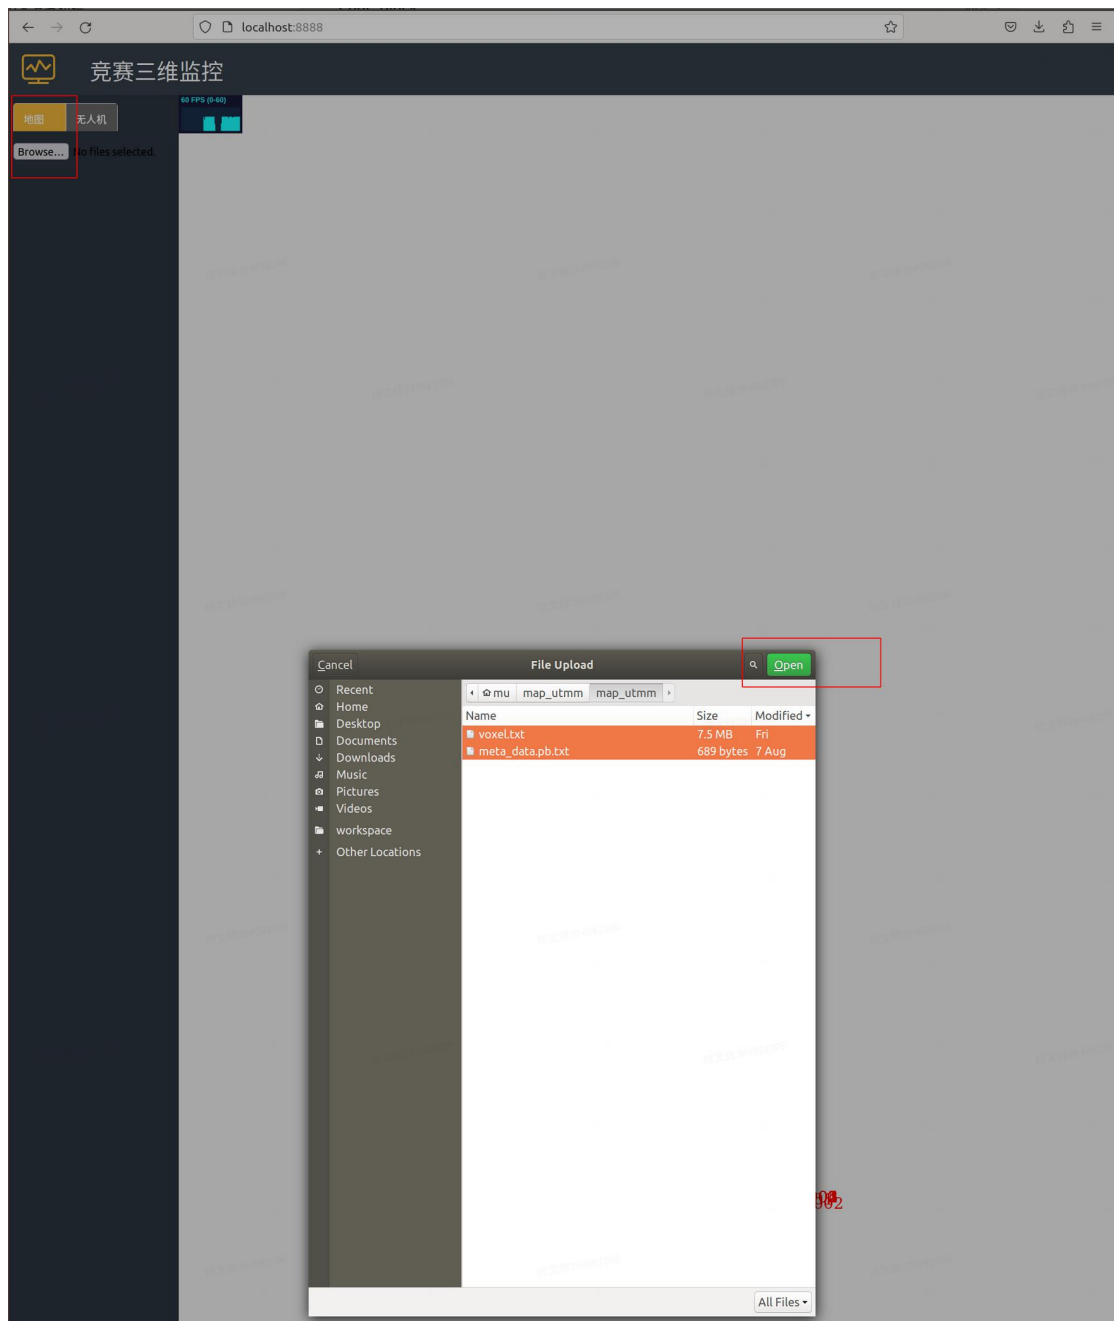 localhost:8888
竞赛三维监控
地图 无人机
60 FPS (0-60)
Browse... No files selected.
Cancel File Upload Open
Recent
Home
Desktop
Documents
Downloads
Music
Pictures
Videos
workspace
Other Locations
mu map_utmm map_utmm
Name Size Modified
voxel.txt 7.5 MB Fri
meta_data.pb.txt 689 bytes 7 Aug
All Files